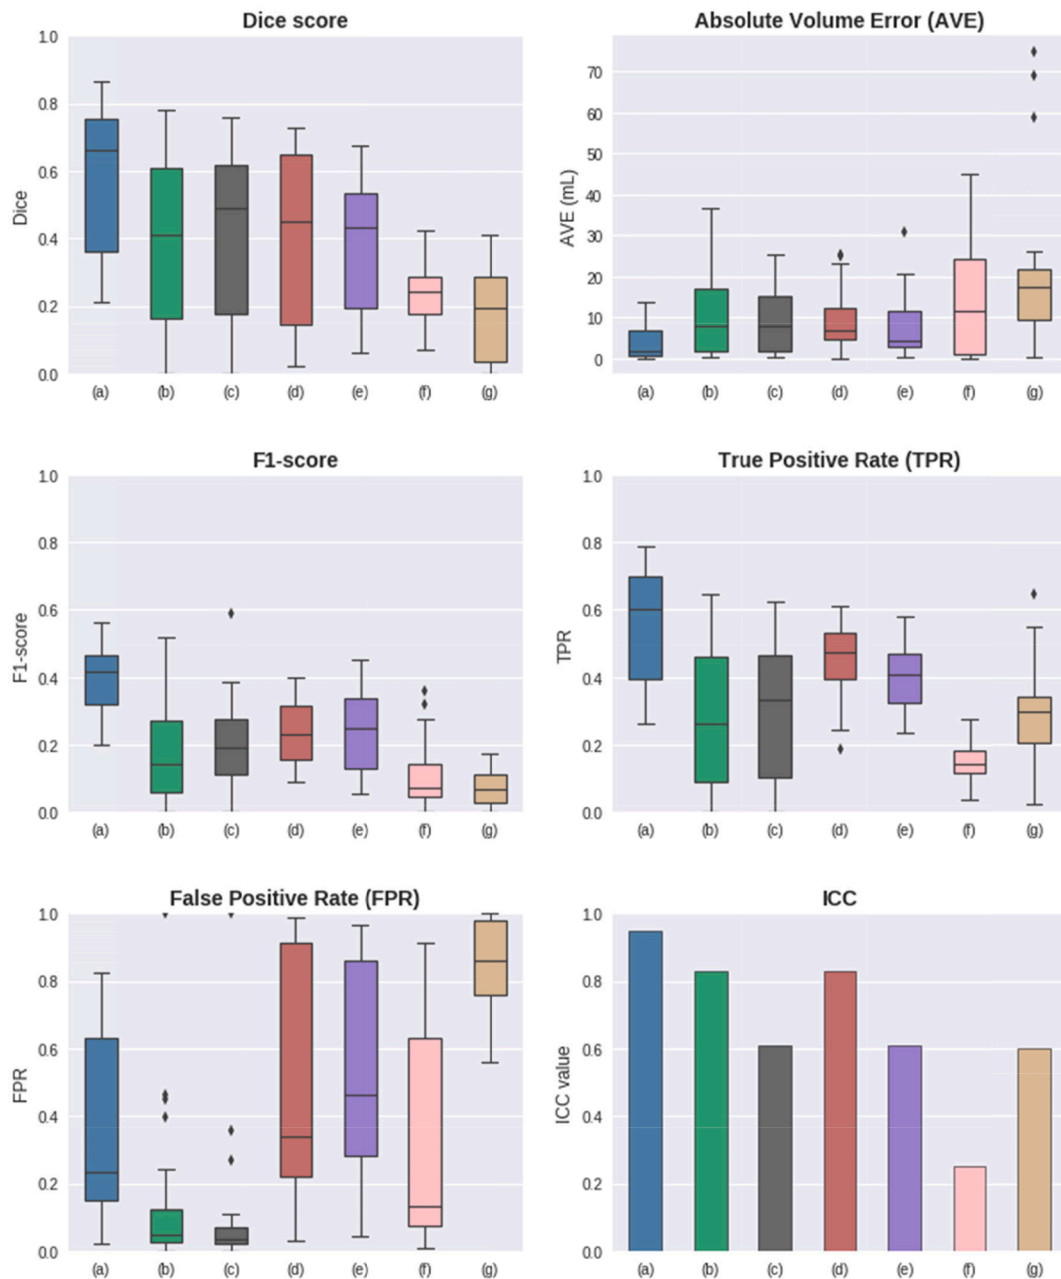 Dice score
Dice
1.0
0.8
0.6
0.4
0.2
0.0
(a) (b) (c) (d) (e) (f) (g)
Absolute Volume Error (AVE)
AVE (mL)
70
60
50
40
30
20
10
0
(a) (b) (c) (d) (e) (f) (g)
F1-score
F1-score
1.0
0.8
0.6
0.4
0.2
0.0
(a) (b) (c) (d) (e) (f) (g)
True Positive Rate (TPR)
TPR
1.0
0.8
0.6
0.4
0.2
0.0
(a) (b) (c) (d) (e) (f) (g)
False Positive Rate (FPR)
FPR
1.0
0.8
0.6
0.4
0.2
0.0
(a) (b) (c) (d) (e) (f) (g)
ICC
ICC value
1.0
0.8
0.6
0.4
0.2
0.0
(a) (b) (c) (d) (e) (f) (g)